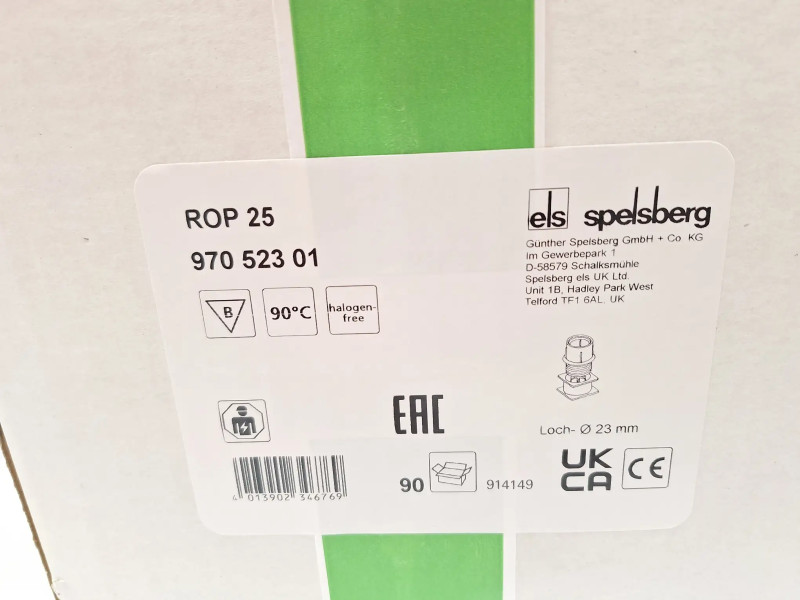 ROP 25
970 523 01
B
90°C
halogen-
free
els spelsberg
Günther Spelsberg GmbH + Co. KG
Im Gewerbepark 1
D-58579 Schalksmühle
Spelsberg els UK Ltd.
Unit 1B, Hadley Park West
Telford TF1 6AL, UK
Loch- Ø 23 mm
EAC
4 013902 346769
90
914149
UK
CA
CE